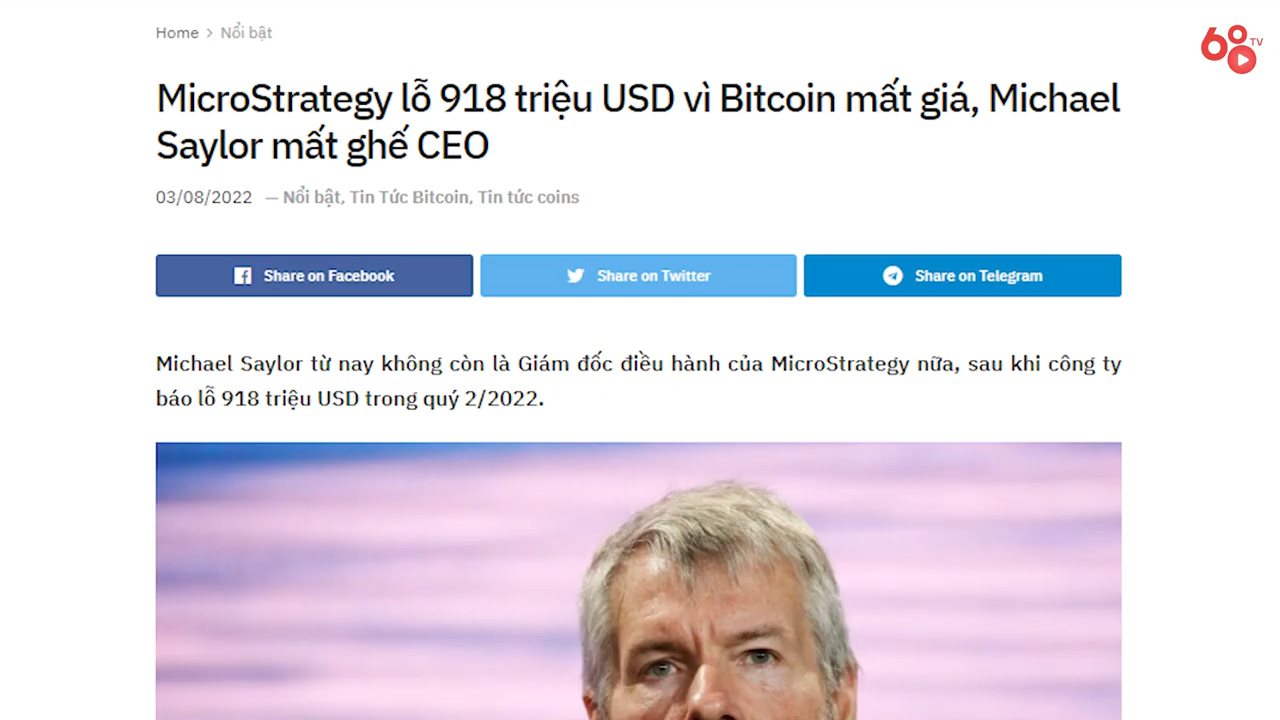 Home > Nổi bật
60 TV
MicroStrategy lỗ 918 triệu USD vì Bitcoin mất giá, Michael
Saylor mất ghế CEO
03/08/2022 — Nổi bật, Tin Tức Bitcoin, Tin tức coins
Share on Facebook
Share on Twitter
Share on Telegram
Michael Saylor từ nay không còn là Giám đốc điều hành của MicroStrategy nữa, sau khi công ty
báo lỗ 918 triệu USD trong quý 2/2022.